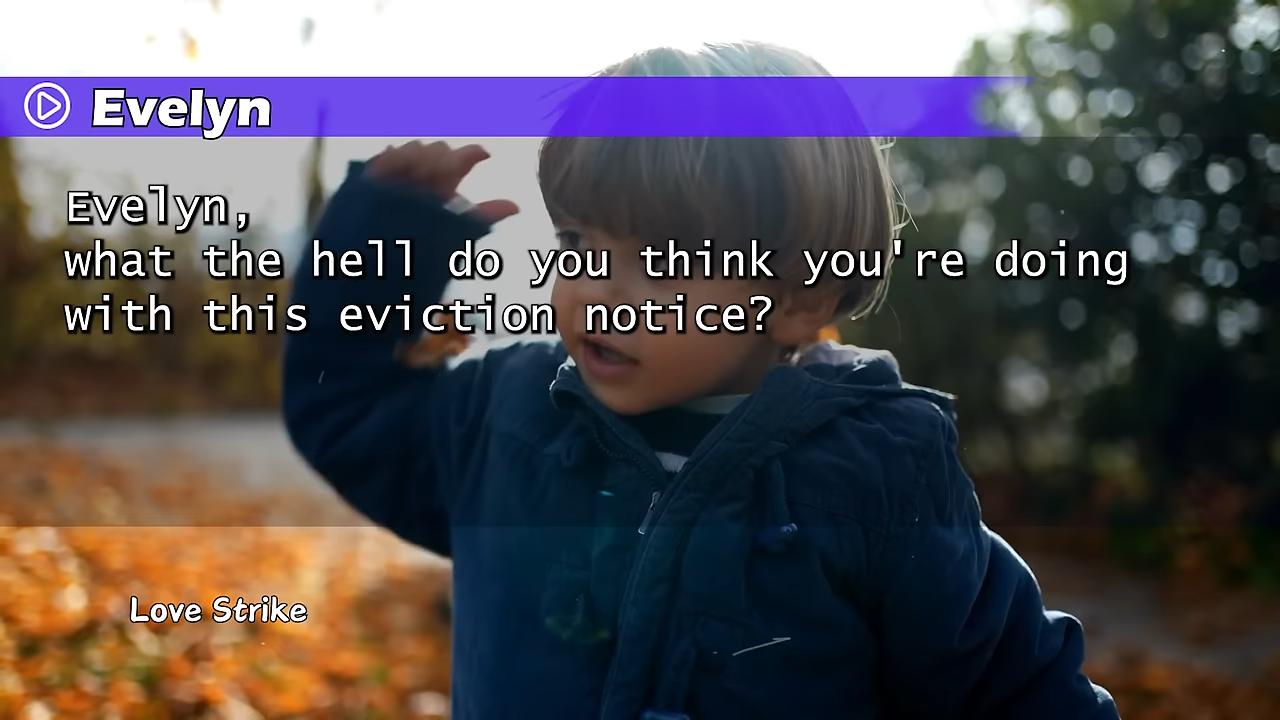 Evelyn
Evelyn,
what the hell do you think you're doing
with this eviction notice?
Love Strike